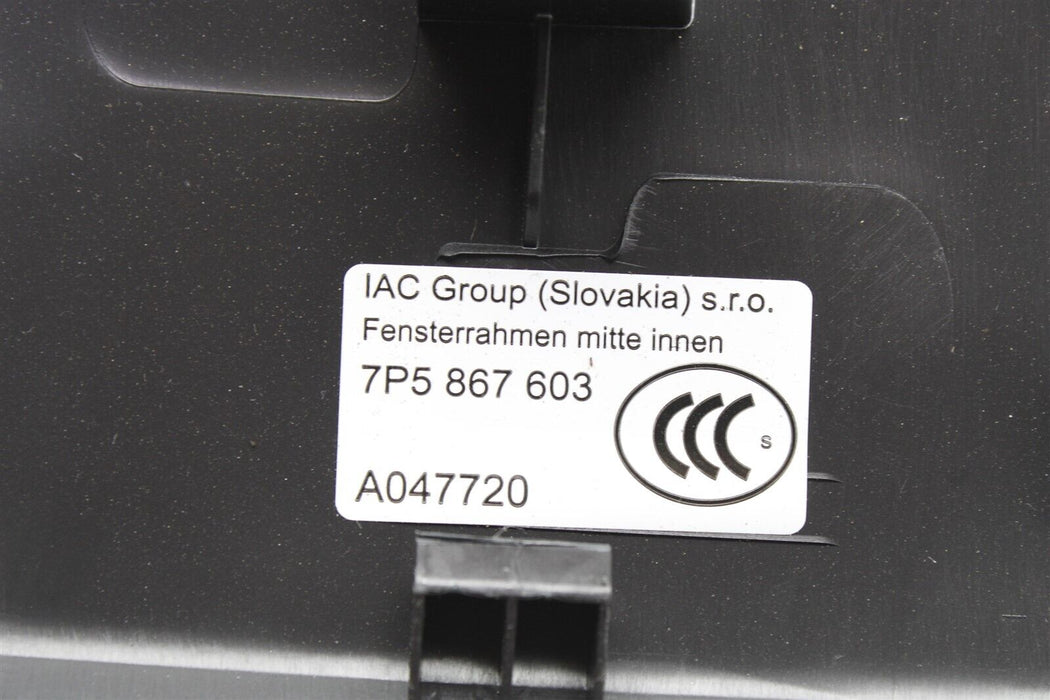 IAC Group (Slovakia) s.r.o.
Fensterrahmen mitte innen
7P5 867 603
CCC S
A047720